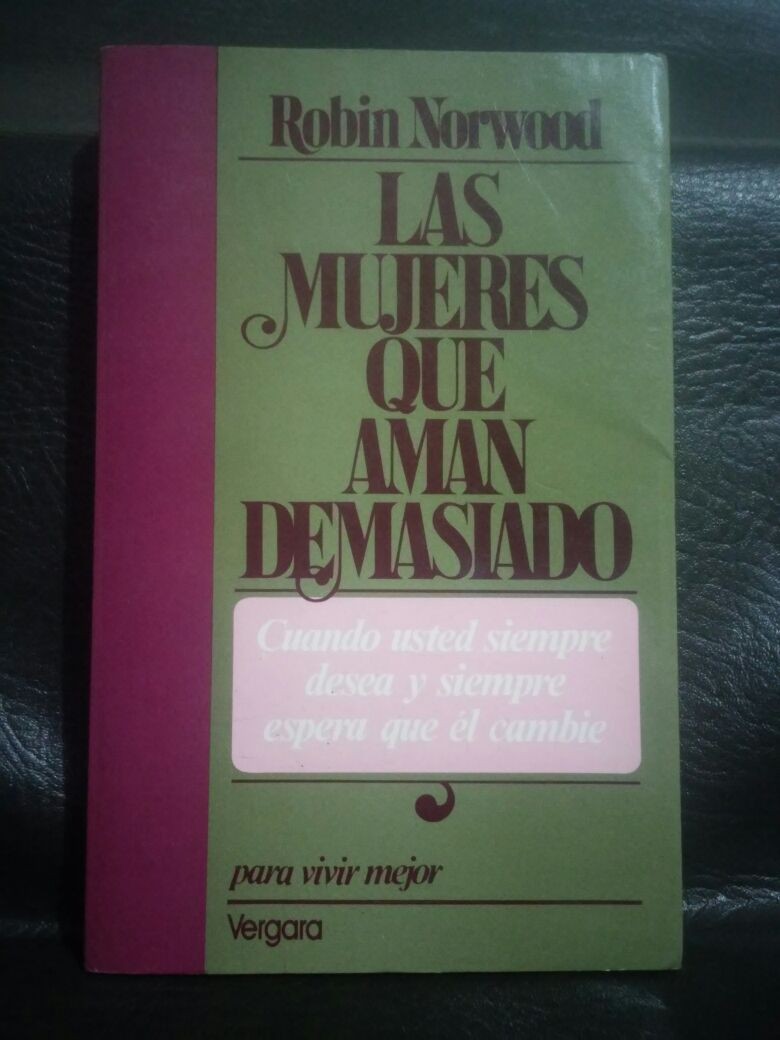 Robin Norwood
LAS
MUJERES
QUE
AMAN
DEMASIADO
Cuando usted siempre
desea y siempre
espera que él cambie
para vivir mejor
Vergara